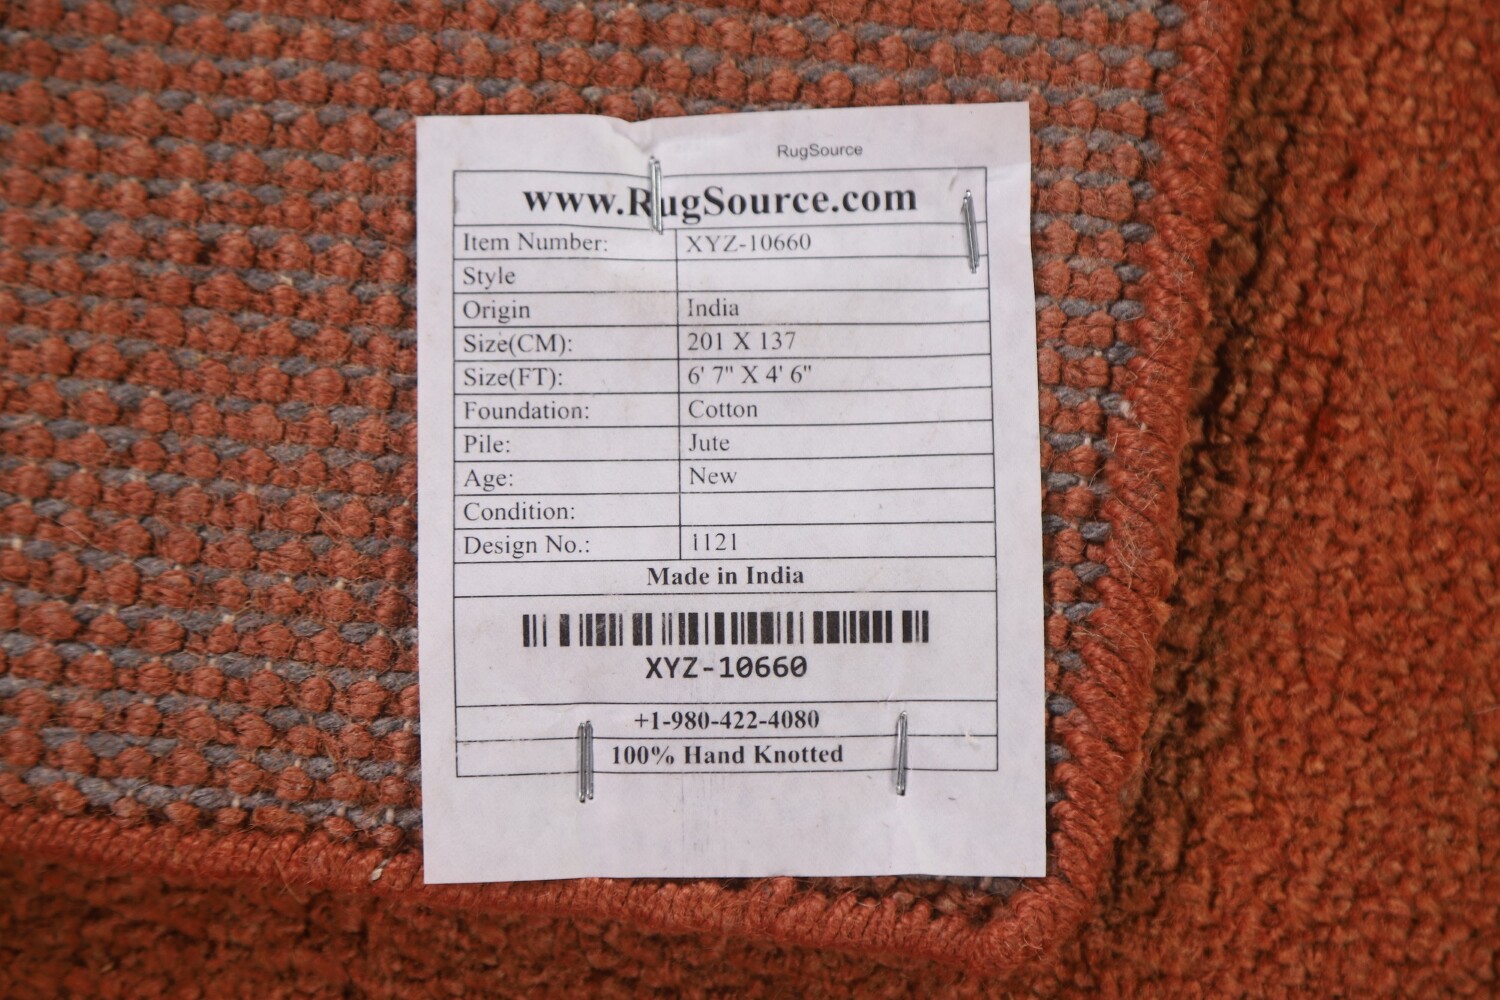 RugSource
www.RugSource.com
Item Number: XYZ-10660
Style
Origin India
Size(CM): 201 X 137
Size(FT): 6' 7" X 4' 6"
Foundation: Cotton
Pile: Jute
Age: New
Condition:
Design No.: 1121
Made in India
XYZ-10660
+1-980-422-4080
100% Hand Knotted